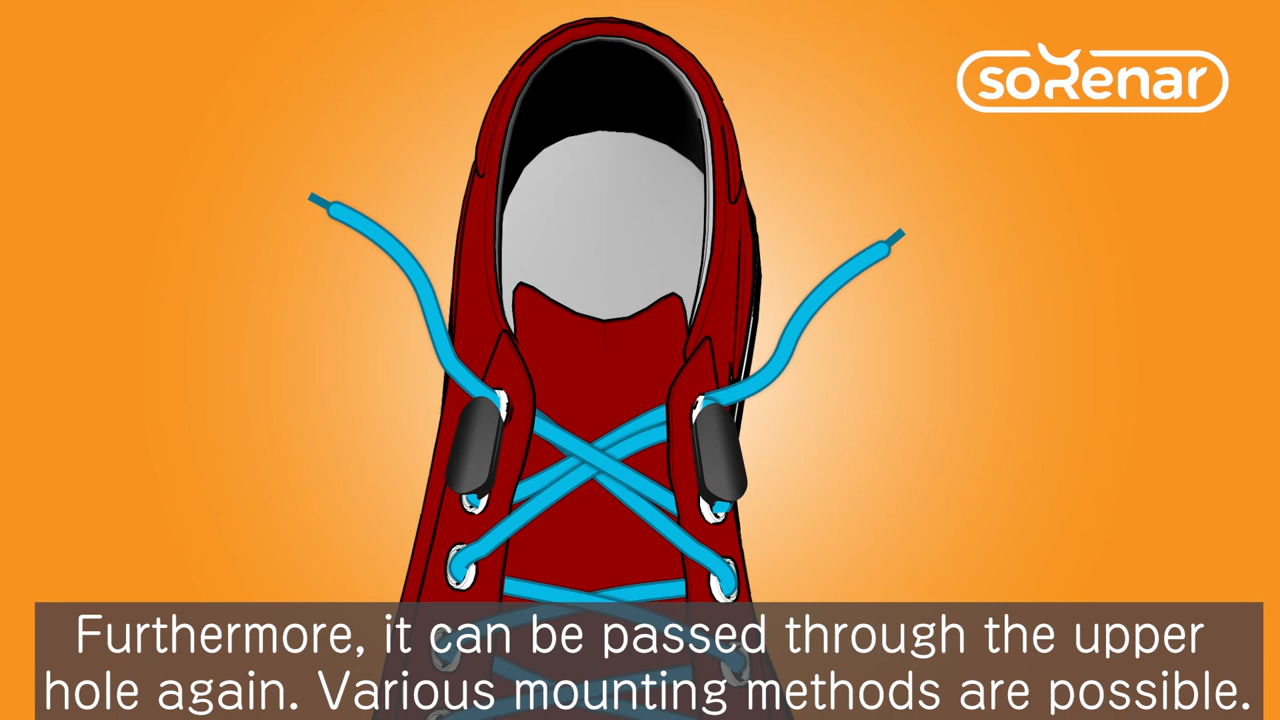 soRenar
Furthermore, it can be passed through the upper
hole again. Various mounting methods are possible.